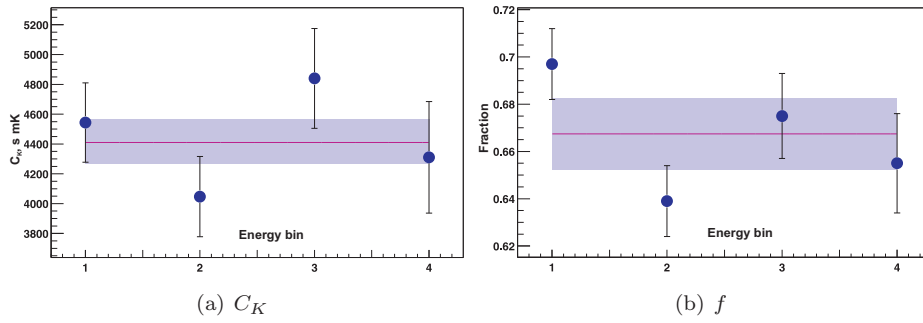 5200
5000
4800
4600
4400
4200
4000
3800
C_K, s mK
Energy bin
1 2 3 4
(a) C_K
0.72
0.7
0.68
0.66
0.64
0.62
Fraction
Energy bin
1 2 3 4
(b) f